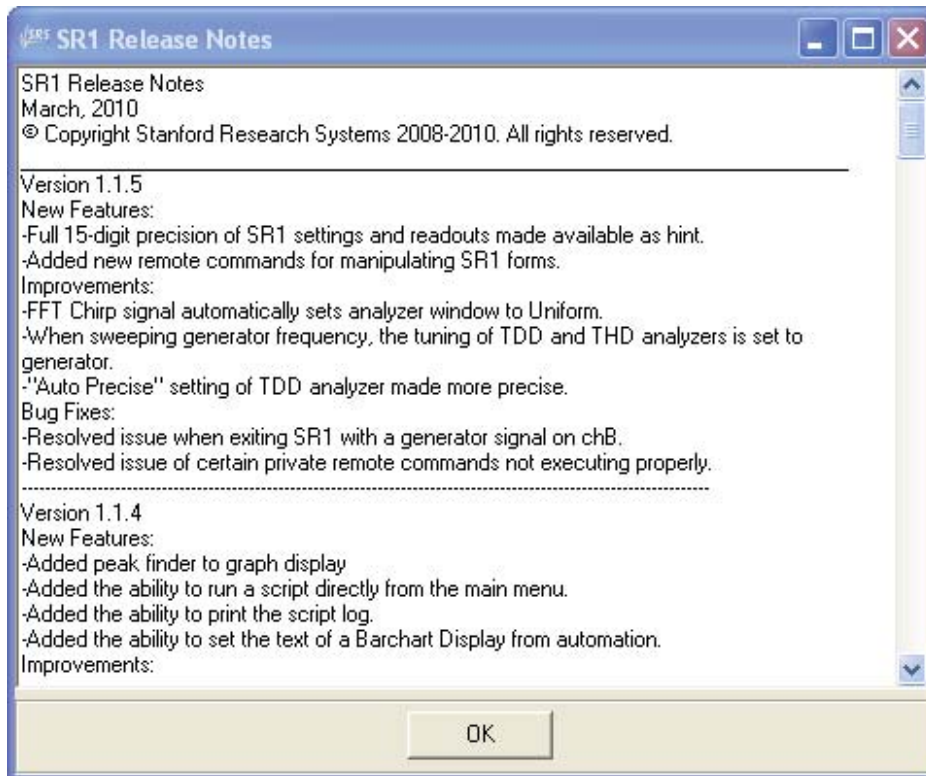 SRS SR1 Release Notes
SR1 Release Notes
March, 2010
© Copyright Stanford Research Systems 2008-2010. All rights reserved.
Version 1.1.5
New Features:
-Full 15-digit precision of SR1 settings and readouts made available as hint.
-Added new remote commands for manipulating SR1 forms.
Improvements:
-FFT Chirp signal automatically sets analyzer window to Uniform.
-When sweeping generator frequency, the tuning of TDD and THD analyzers is set to
generator.
-"Auto Precise" setting of TDD analyzer made more precise.
Bug Fixes:
-Resolved issue when exiting SR1 with a generator signal on chB.
-Resolved issue of certain private remote commands not executing properly.
Version 1.1.4
New Features:
-Added peak finder to graph display
-Added the ability to run a script directly from the main menu.
-Added the ability to print the script log.
-Added the ability to set the text of a Barchart Display from automation.
Improvements:
OK